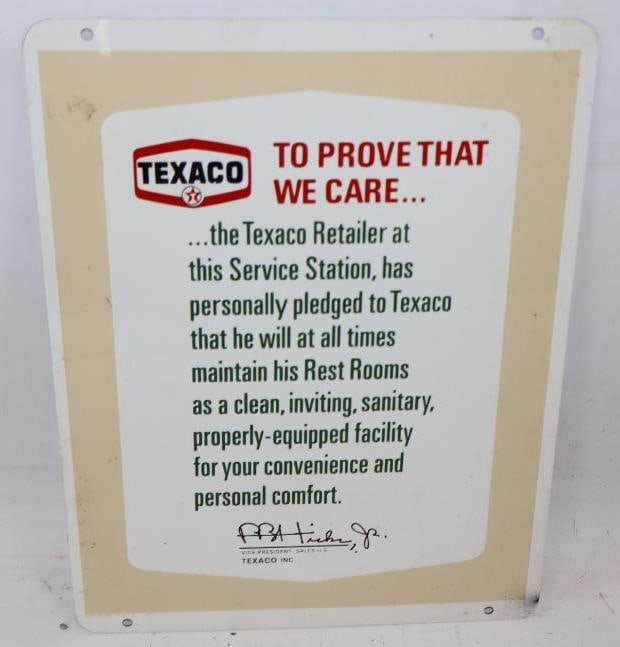 TEXACO
TO PROVE THAT
WE CARE...
...the Texaco Retailer at
this Service Station, has
personally pledged to Texaco
that he will at all times
maintain his Rest Rooms
as a clean, inviting, sanitary,
properly-equipped facility
for your convenience and
personal comfort.
Hicks, Jr.
VICE PRESIDENT SALES U.S.
TEXACO INC.